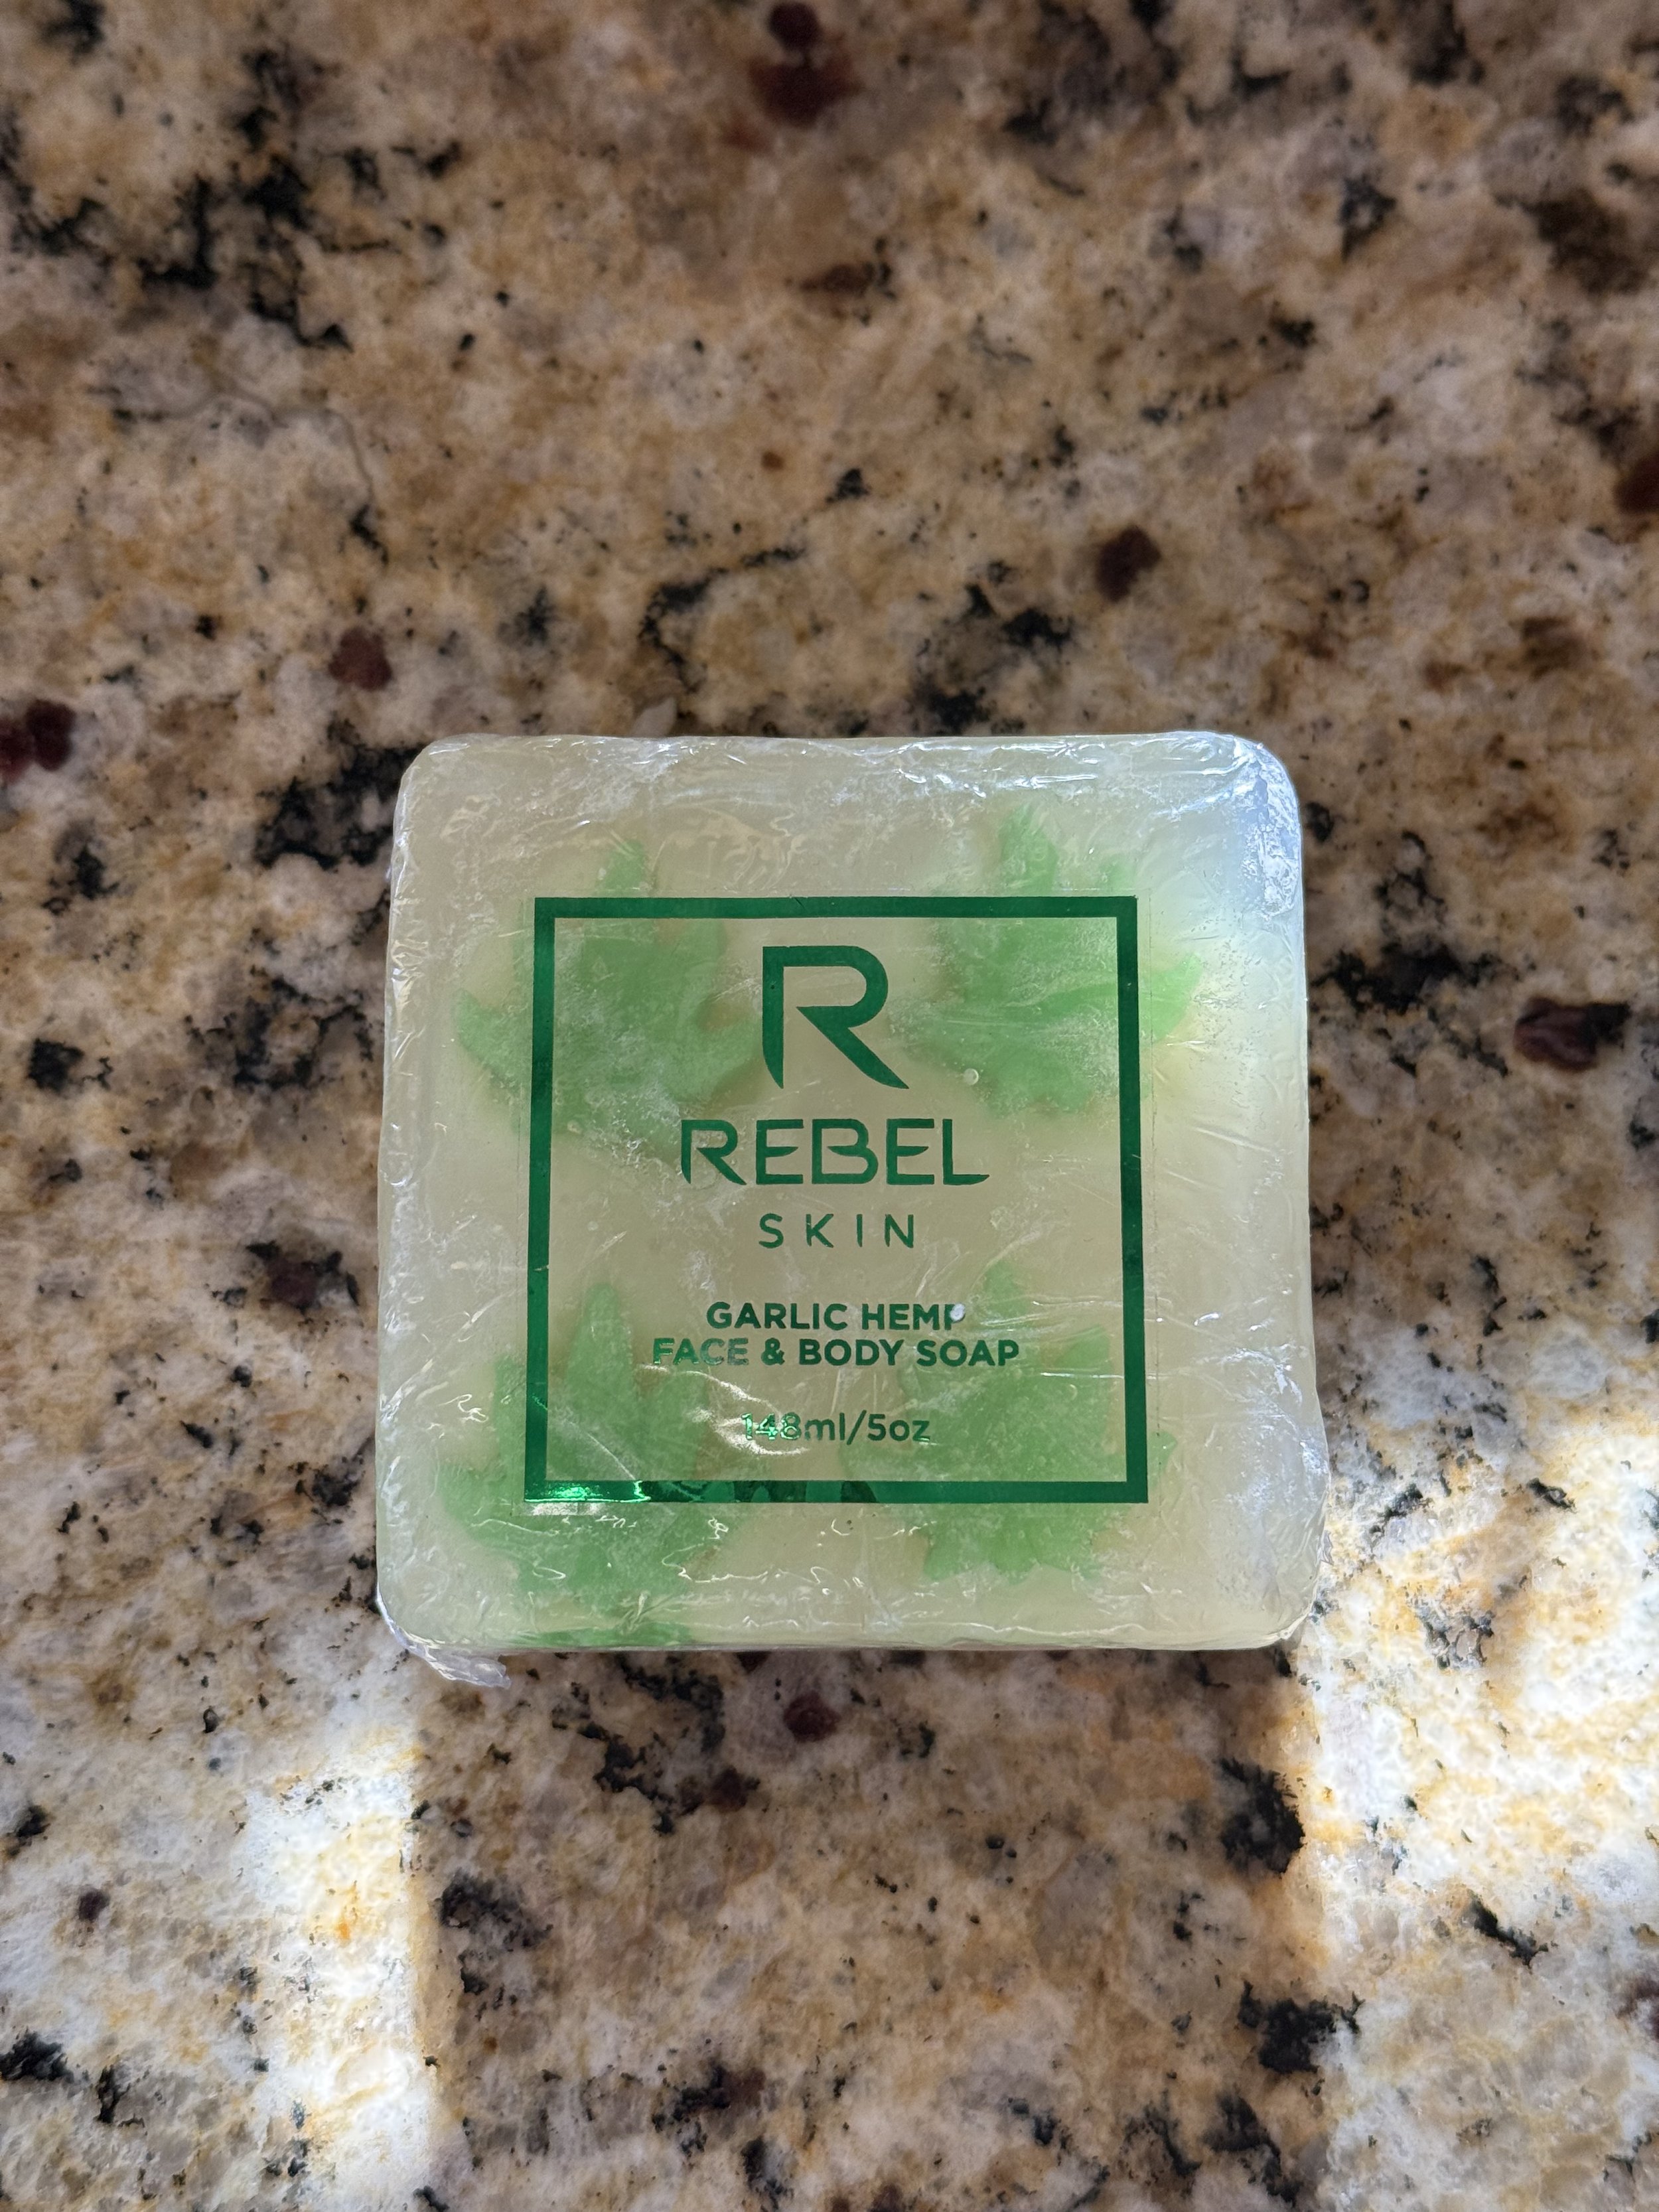 R
REBEL
SKIN
GARLIC HEMP
FACE & BODY SOAP
148ml/5oz